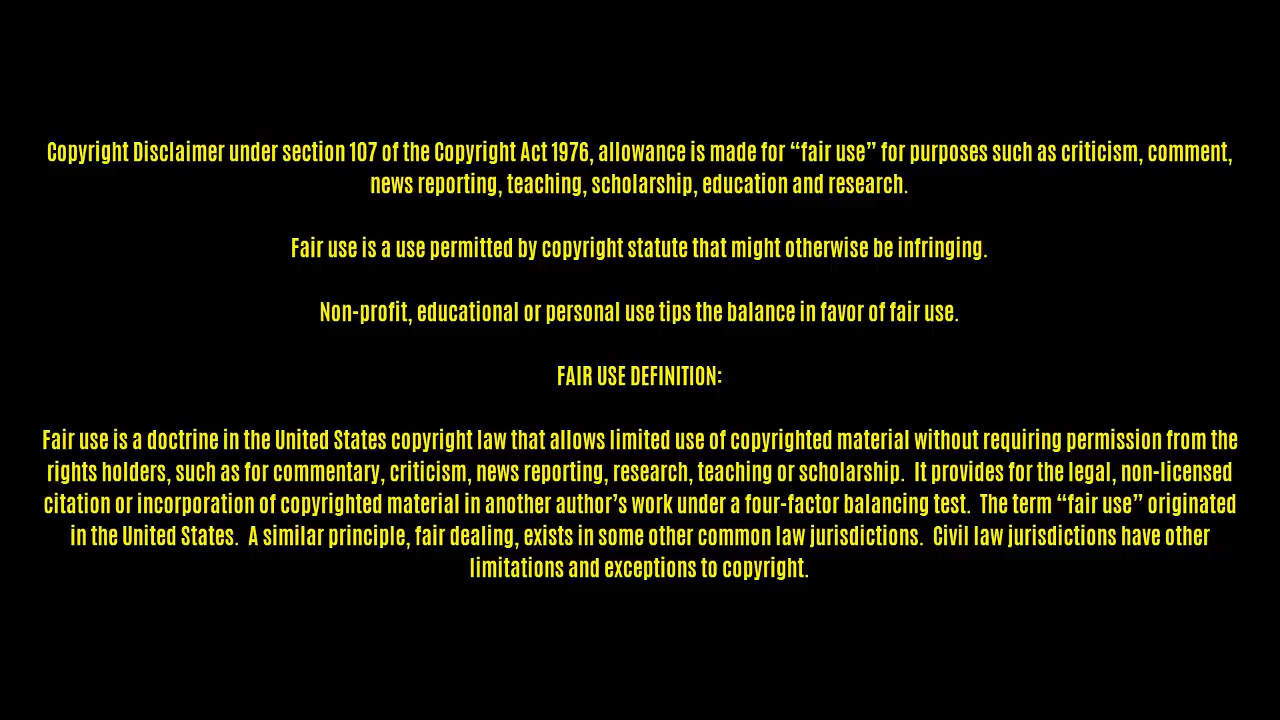 Copyright Disclaimer under section 107 of the Copyright Act 1976, allowance is made for “fair use” for purposes such as criticism, comment,
news reporting, teaching, scholarship, education and research.
Fair use is a use permitted by copyright statute that might otherwise be infringing.
Non-profit, educational or personal use tips the balance in favor of fair use.
FAIR USE DEFINITION:
Fair use is a doctrine in the United States copyright law that allows limited use of copyrighted material without requiring permission from the
rights holders, such as for commentary, criticism, news reporting, research, teaching or scholarship.  It provides for the legal, non-licensed
citation or incorporation of copyrighted material in another author’s work under a four-factor balancing test.  The term “fair use” originated
in the United States.  A similar principle, fair dealing, exists in some other common law jurisdictions.  Civil law jurisdictions have other
limitations and exceptions to copyright.